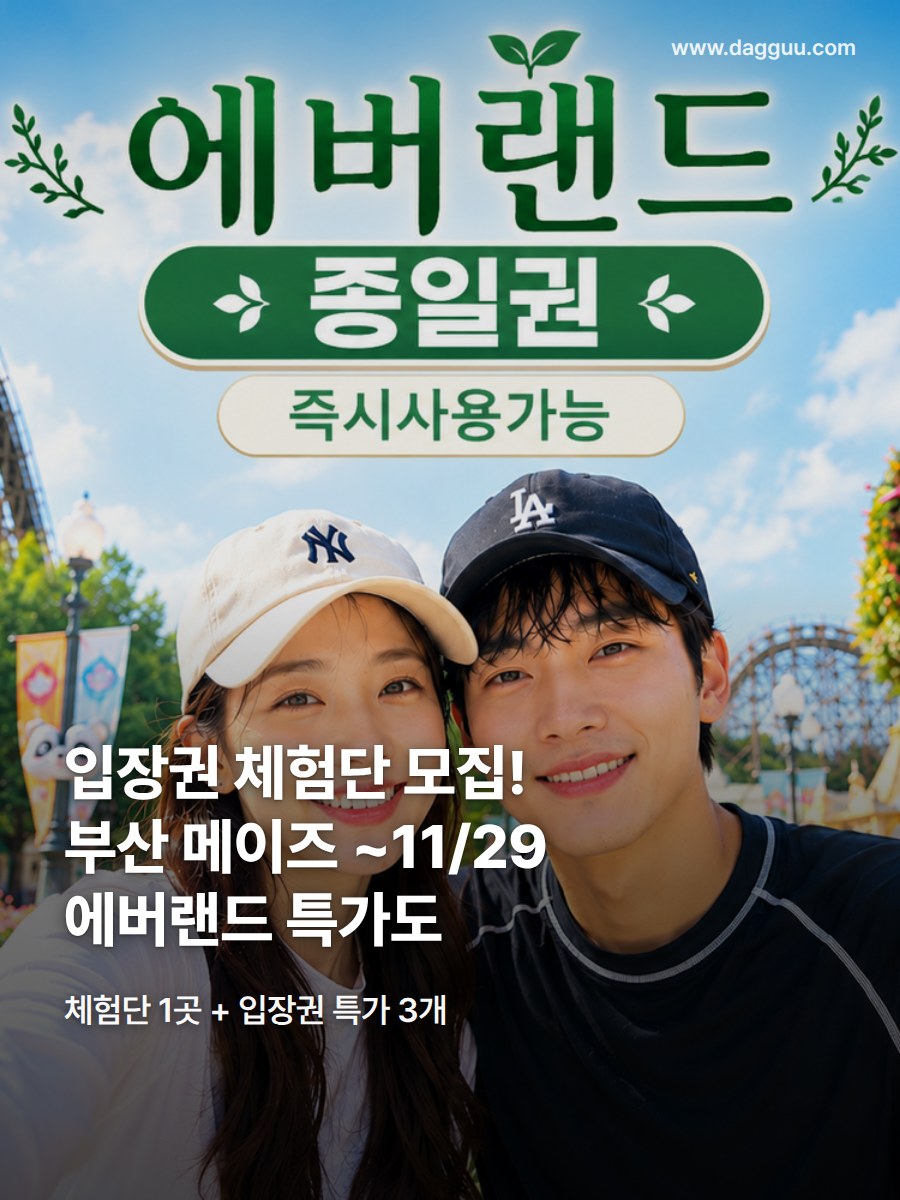 www.dagguu.com
에버랜드
종일권
즉시사용가능
NY
LA
입장권 체험단 모집!
부산 메이즈 ~11/29
에버랜드 특가도
체험단 1곳 + 입장권 특가 3개